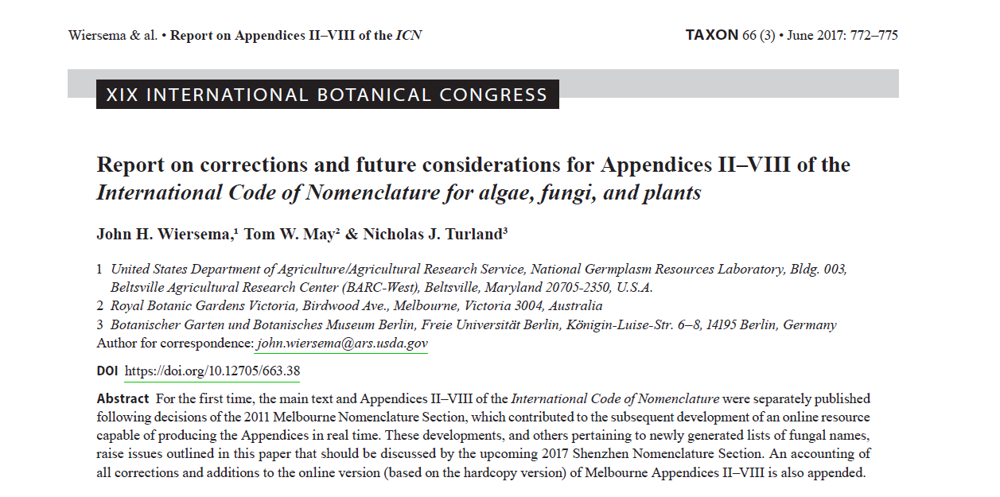 Wiersema & al. • Report on Appendices II–VIII of the ICN
TAXON 66 (3) • June 2017: 772–775
XIX INTERNATIONAL BOTANICAL CONGRESS
Report on corrections and future considerations for Appendices II–VIII of the
International Code of Nomenclature for algae, fungi, and plants
John H. Wiersema,¹ Tom W. May² & Nicholas J. Turland³
1 United States Department of Agriculture/Agricultural Research Service, National Germplasm Resources Laboratory, Bldg. 003,
Beltsville Agricultural Research Center (BARC-West), Beltsville, Maryland 20705-2350, U.S.A.
2 Royal Botanic Gardens Victoria, Birdwood Ave., Melbourne, Victoria 3004, Australia
3 Botanischer Garten und Botanisches Museum Berlin, Freie Universität Berlin, Königin-Luise-Str. 6–8, 14195 Berlin, Germany
Author for correspondence: john.wiersema@ars.usda.gov
DOI https://doi.org/10.12705/663.38
Abstract For the first time, the main text and Appendices II–VIII of the International Code of Nomenclature were separately published
following decisions of the 2011 Melbourne Nomenclature Section, which contributed to the subsequent development of an online resource
capable of producing the Appendices in real time. These developments, and others pertaining to newly generated lists of fungal names,
raise issues outlined in this paper that should be discussed by the upcoming 2017 Shenzhen Nomenclature Section. An accounting of
all corrections and additions to the online version (based on the hardcopy version) of Melbourne Appendices II–VIII is also appended.